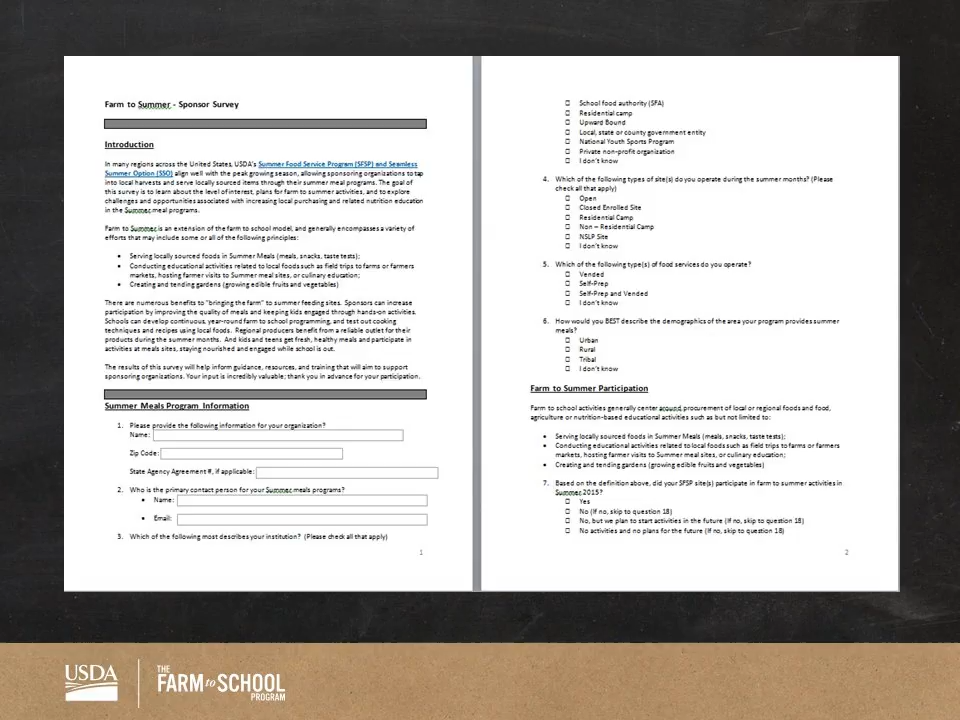 Farm to Summer - Sponsor Survey
Introduction
In many regions across the United States, USDA's Summer Food Service Program (SFSP) and Seamless
Summer Option (SSO) align well with the peak growing season, allowing sponsoring organizations to tap
into local harvests and serve locally sourced items through their summer meal programs. The goal of
this survey is to learn about the level of interest, plans for farm to summer activities, and to explore
challenges and opportunities associated with increasing local purchasing and related nutrition education
in the Summer meal programs.
Farm to Summer is an extension of the farm to school model, and generally encompasses a variety of
efforts that may include some or all of the following principles:
• Serving locally sourced foods in Summer Meals (meals, snacks, taste tests);
• Conducting educational activities related to local foods such as field trips to farms or farmers
markets, hosting farmer visits to Summer meal sites, or culinary education;
• Creating and tending gardens (growing edible fruits and vegetables)
There are numerous benefits to "bringing the farm" to summer feeding sites. Sponsors can increase
participation by improving the quality of meals and keeping kids engaged through hands-on activities.
Schools can develop continuous, year-round farm to school programming, and test out cooking
techniques and recipes using local foods. Regional producers benefit from a reliable outlet for their
products during the summer months. And kids and teens get fresh, healthy meals and participate in
activities at meals sites, staying nourished and engaged while school is out.
The results of this survey will help inform guidance, resources, and training that will aim to support
sponsoring organizations. Your input is incredibly valuable; thank you in advance for your participation.
Summer Meals Program Information
1. Please provide the following information for your organization?
Name:
Zip Code:
State Agency Agreement #, if applicable:
2. Who is the primary contact person for your Summer meals programs?
• Name:
• Email:
3. Which of the following most describes your institution? (Please check all that apply)
1
☐ School food authority (SFA)
☐ Residential camp
☐ Upward Bound
☐ Local, state or county government entity
☐ National Youth Sports Program
☐ Private non-profit organization
☐ I don't know
4. Which of the following types of site(s) do you operate during the summer months? (Please
check all that apply)
☐ Open
☐ Closed Enrolled Site
☐ Residential Camp
☐ Non – Residential Camp
☐ NSLP Site
☐ I don't know
5. Which of the following type(s) of food services do you operate?
☐ Vended
☐ Self-Prep
☐ Self-Prep and Vended
☐ I don't know
6. How would you BEST describe the demographics of the area your program provides summer
meals?
☐ Urban
☐ Rural
☐ Tribal
☐ I don't know
Farm to Summer Participation
Farm to school activities generally center around procurement of local or regional foods and food,
agriculture or nutrition-based educational activities such as but not limited to:
• Serving locally sourced foods in Summer Meals (meals, snacks, taste tests);
• Conducting educational activities related to local foods such as field trips to farms or farmers
markets, hosting farmer visits to Summer meal sites, or culinary education;
• Creating and tending gardens (growing edible fruits and vegetables)
7. Based on the definition above, did your SFSP site(s) participate in farm to summer activities in
Summer 2015?
☐ Yes
☐ No (If no, skip to question 18)
☐ No, but we plan to start activities in the future (If no, skip to question 18)
☐ No activities and no plans for the future (If no, skip to question 18)
2
USDA
THE
FARM to SCHOOL
PROGRAM